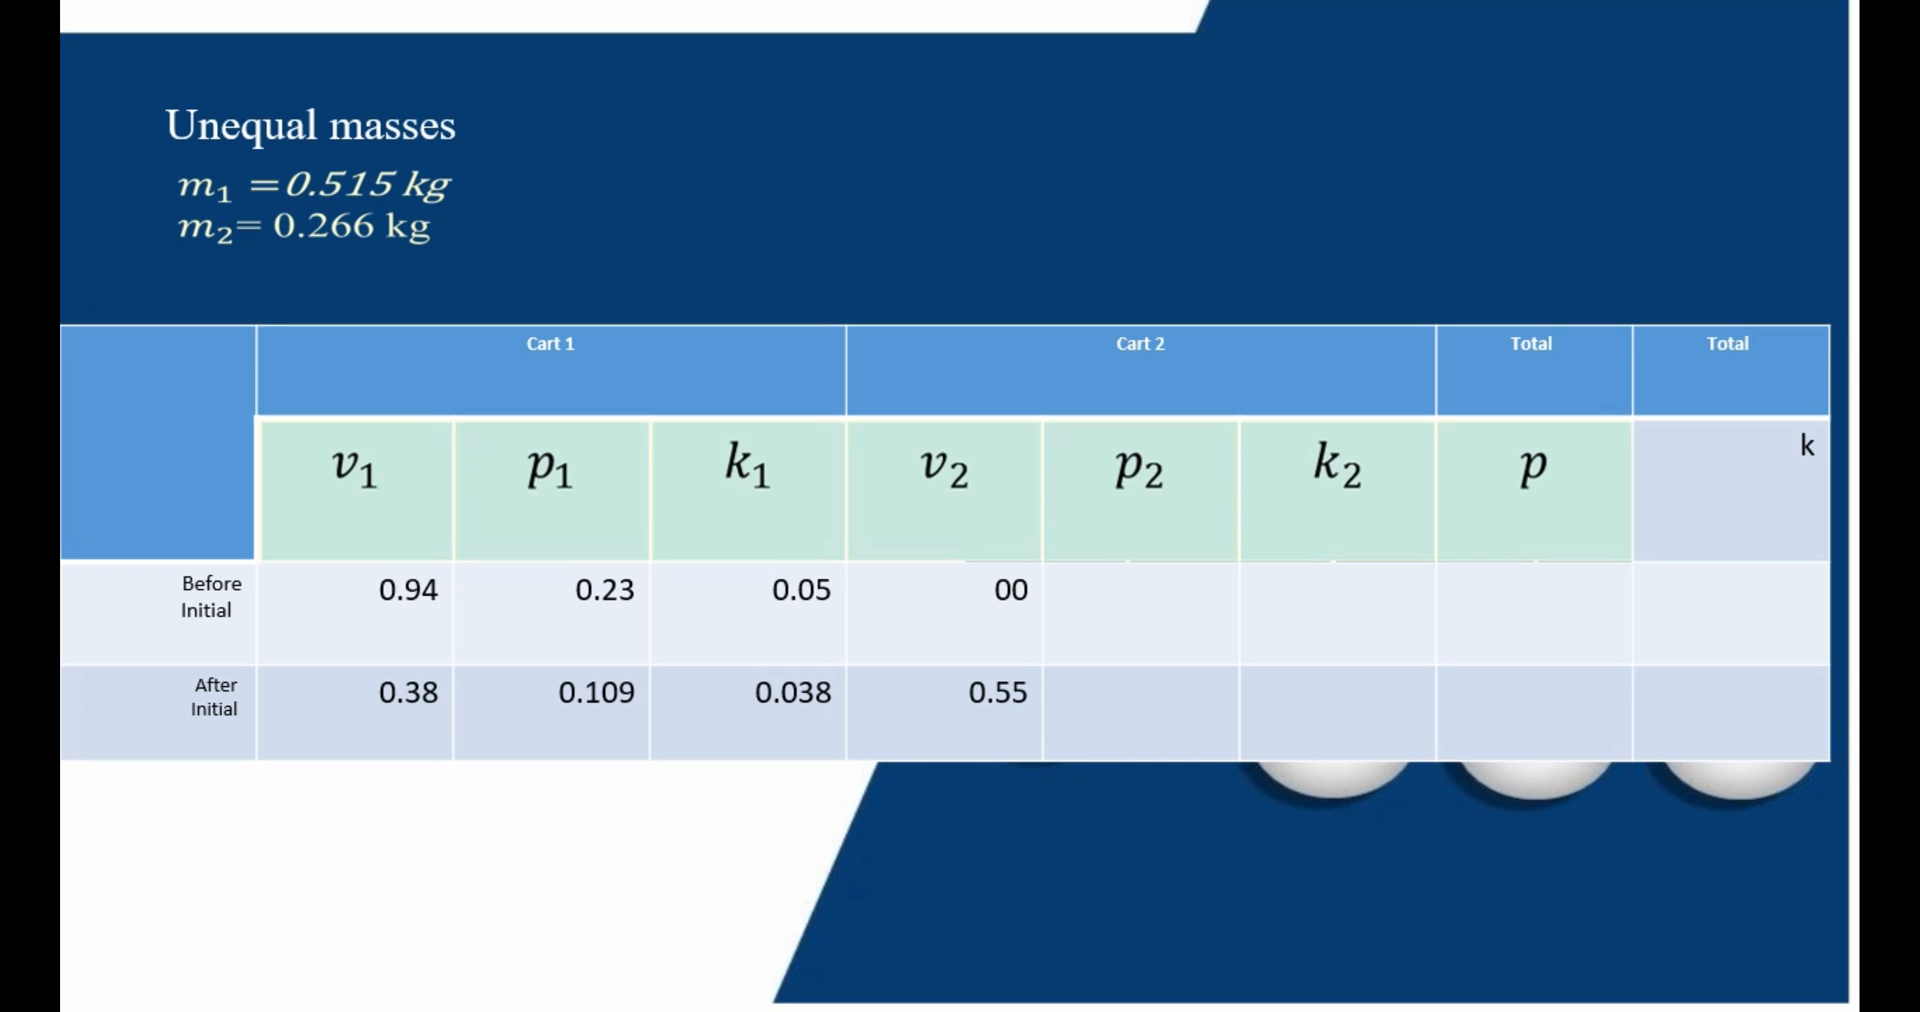 Unequal masses
m₁ =0.515 kg
m₂= 0.266 kg
Cart 1 Cart 2 Total Total
v₁ p₁ k₁ v₂ p₂ k₂ p k
Before
Initial
0.94 0.23 0.05 00
After
Initial
0.38 0.109 0.038 0.55